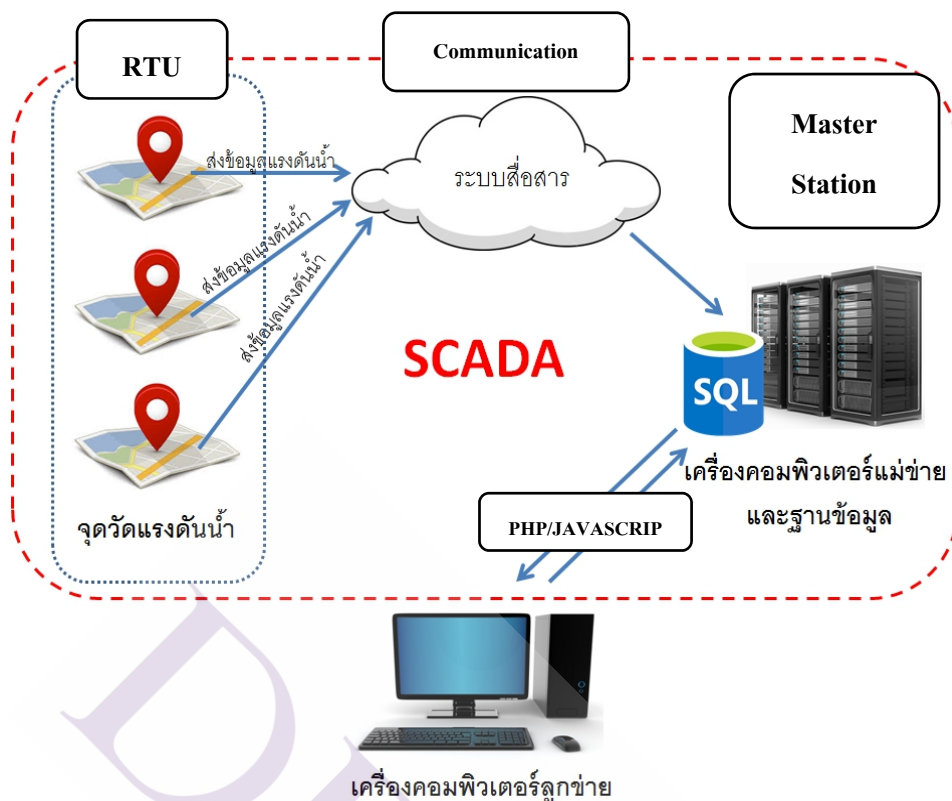 RTU
Communication
Master
Station
ส่งข้อมูลแรงดันน้ำ
ระบบสื่อสาร
ส่งข้อมูลแรงดันน้ำ
ส่งข้อมูลแรงดันน้ำ
SCADA
SQL
เครื่องคอมพิวเตอร์แม่ข่าย
และฐานข้อมูล
จุดวัดแรงดันน้ำ
PHP/JAVASCRIP
เครื่องคอมพิวเตอร์ลูกข่าย